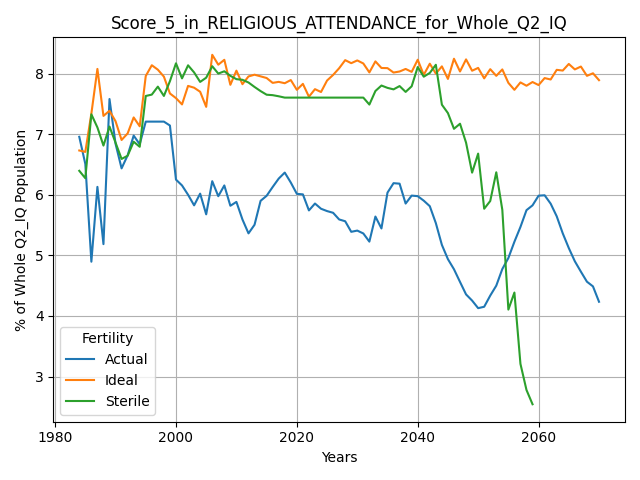 Score_5_in_RELIGIOUS_ATTENDANCE_for_Whole_Q2_IQ
% of Whole Q2_IQ Population
8
7
6
5
4
3
Fertility
Actual
Ideal
Sterile
1980
2000
2020
2040
2060
Years